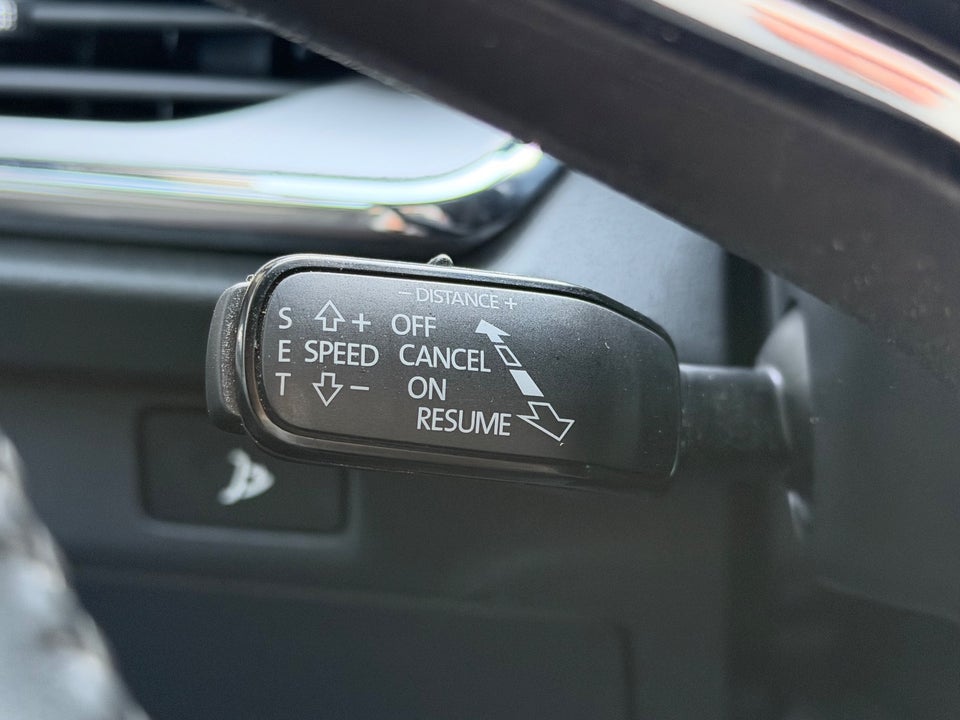 − DISTANCE +
S + OFF
E SPEED CANCEL
T − ON
RESUME